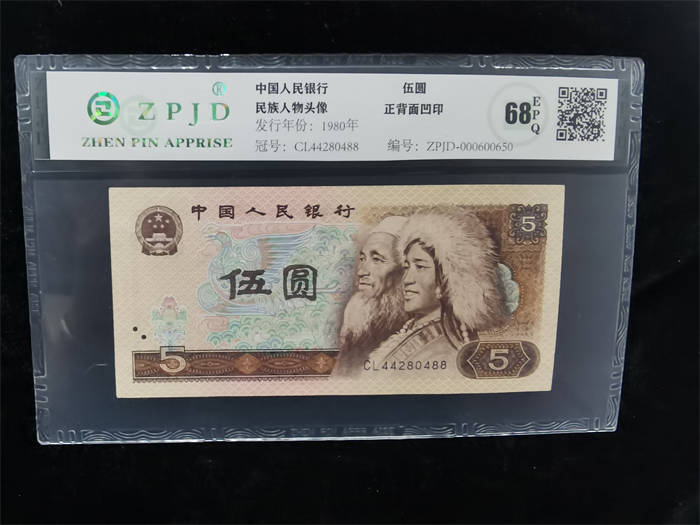 ZPJD ®
ZHEN PIN APPRISE
中国人民银行 伍圆
民族人物头像 正背面凹印
发行年份：1980年
冠号：CL44280488 编号：ZPJD-000600650
68 EPQ
中国人民银行
5
伍圆
5
CL44280488
5